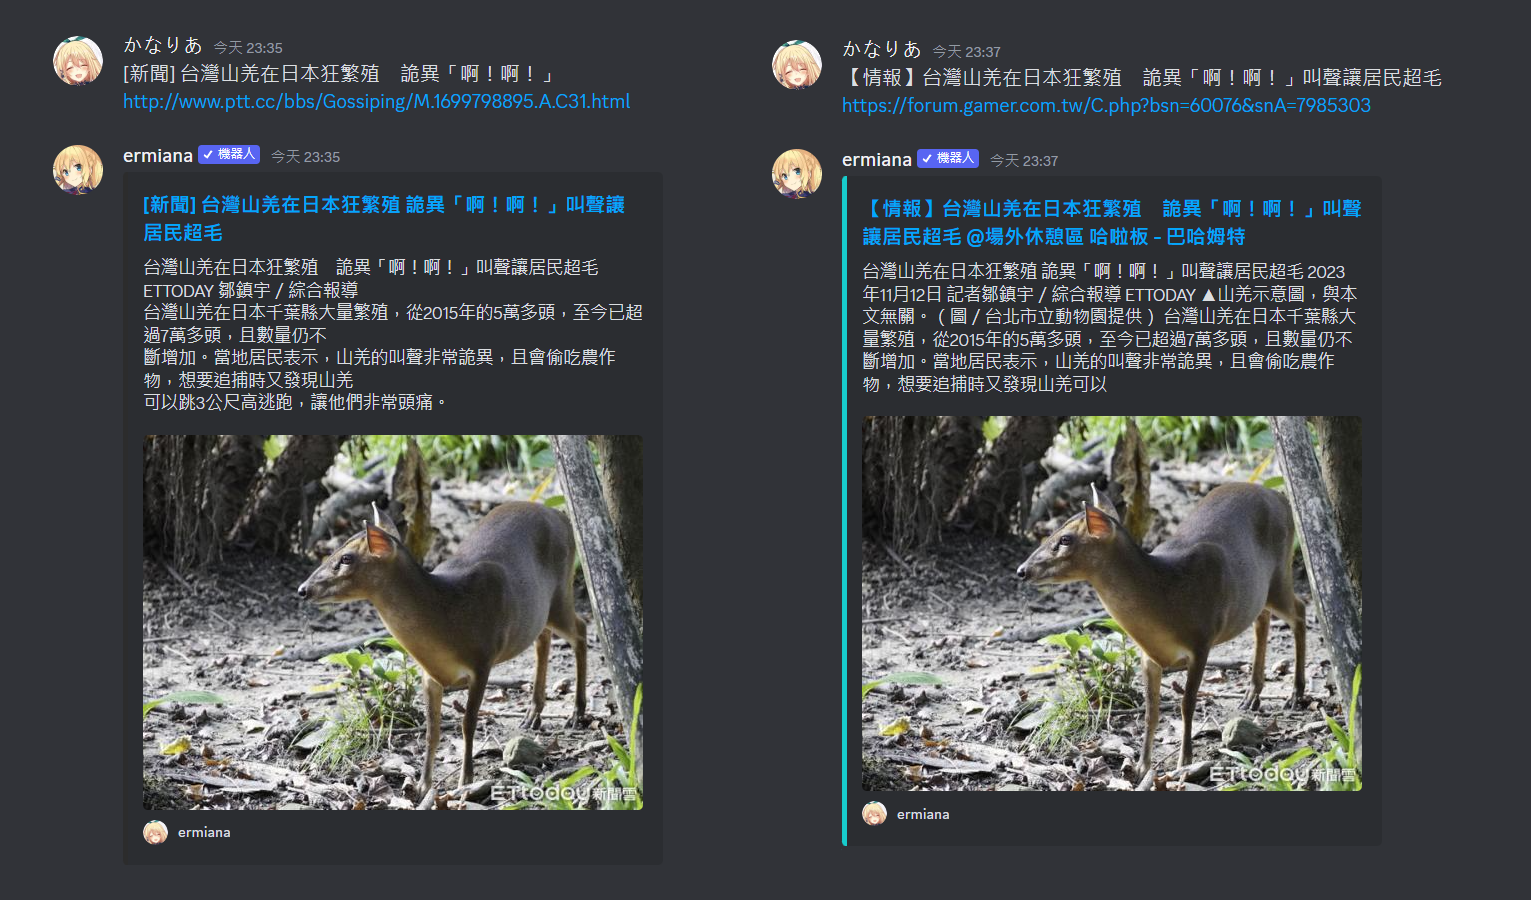 かなりあ 今天 23:35
[新聞] 台灣山羌在日本狂繁殖　詭異「啊！啊！」
http://www.ptt.cc/bbs/Gossiping/M.1699798895.A.C31.html
ermiana 機器人 今天 23:35
[新聞] 台灣山羌在日本狂繁殖 詭異「啊！啊！」叫聲讓
居民超毛
台灣山羌在日本狂繁殖　詭異「啊！啊！」叫聲讓居民超毛
ETTODAY 鄒鎮宇／綜合報導
台灣山羌在日本千葉縣大量繁殖，從2015年的5萬多頭，至今已超
過7萬多頭，且數量仍不
斷增加。當地居民表示，山羌的叫聲非常詭異，且會偷吃農作
物，想要追捕時又發現山羌
可以跳3公尺高逃跑，讓他們非常頭痛。
ETtoday新聞雲
ermiana
かなりあ 今天 23:37
【情報】台灣山羌在日本狂繁殖　詭異「啊！啊！」叫聲讓居民超毛
https://forum.gamer.com.tw/C.php?bsn=60076&snA=7985303
ermiana 機器人 今天 23:37
【情報】台灣山羌在日本狂繁殖　詭異「啊！啊！」叫聲
讓居民超毛 @場外休憩區 哈啦板 - 巴哈姆特
台灣山羌在日本狂繁殖 詭異「啊！啊！」叫聲讓居民超毛 2023
年11月12日 記者鄒鎮宇／綜合報導 ETTODAY ▲山羌示意圖，與本
文無關。（圖／台北市立動物園提供） 台灣山羌在日本千葉縣大
量繁殖，從2015年的5萬多頭，至今已超過7萬多頭，且數量仍不
斷增加。當地居民表示，山羌的叫聲非常詭異，且會偷吃農作
物，想要追捕時又發現山羌可以
ETtoday新聞雲
ermiana